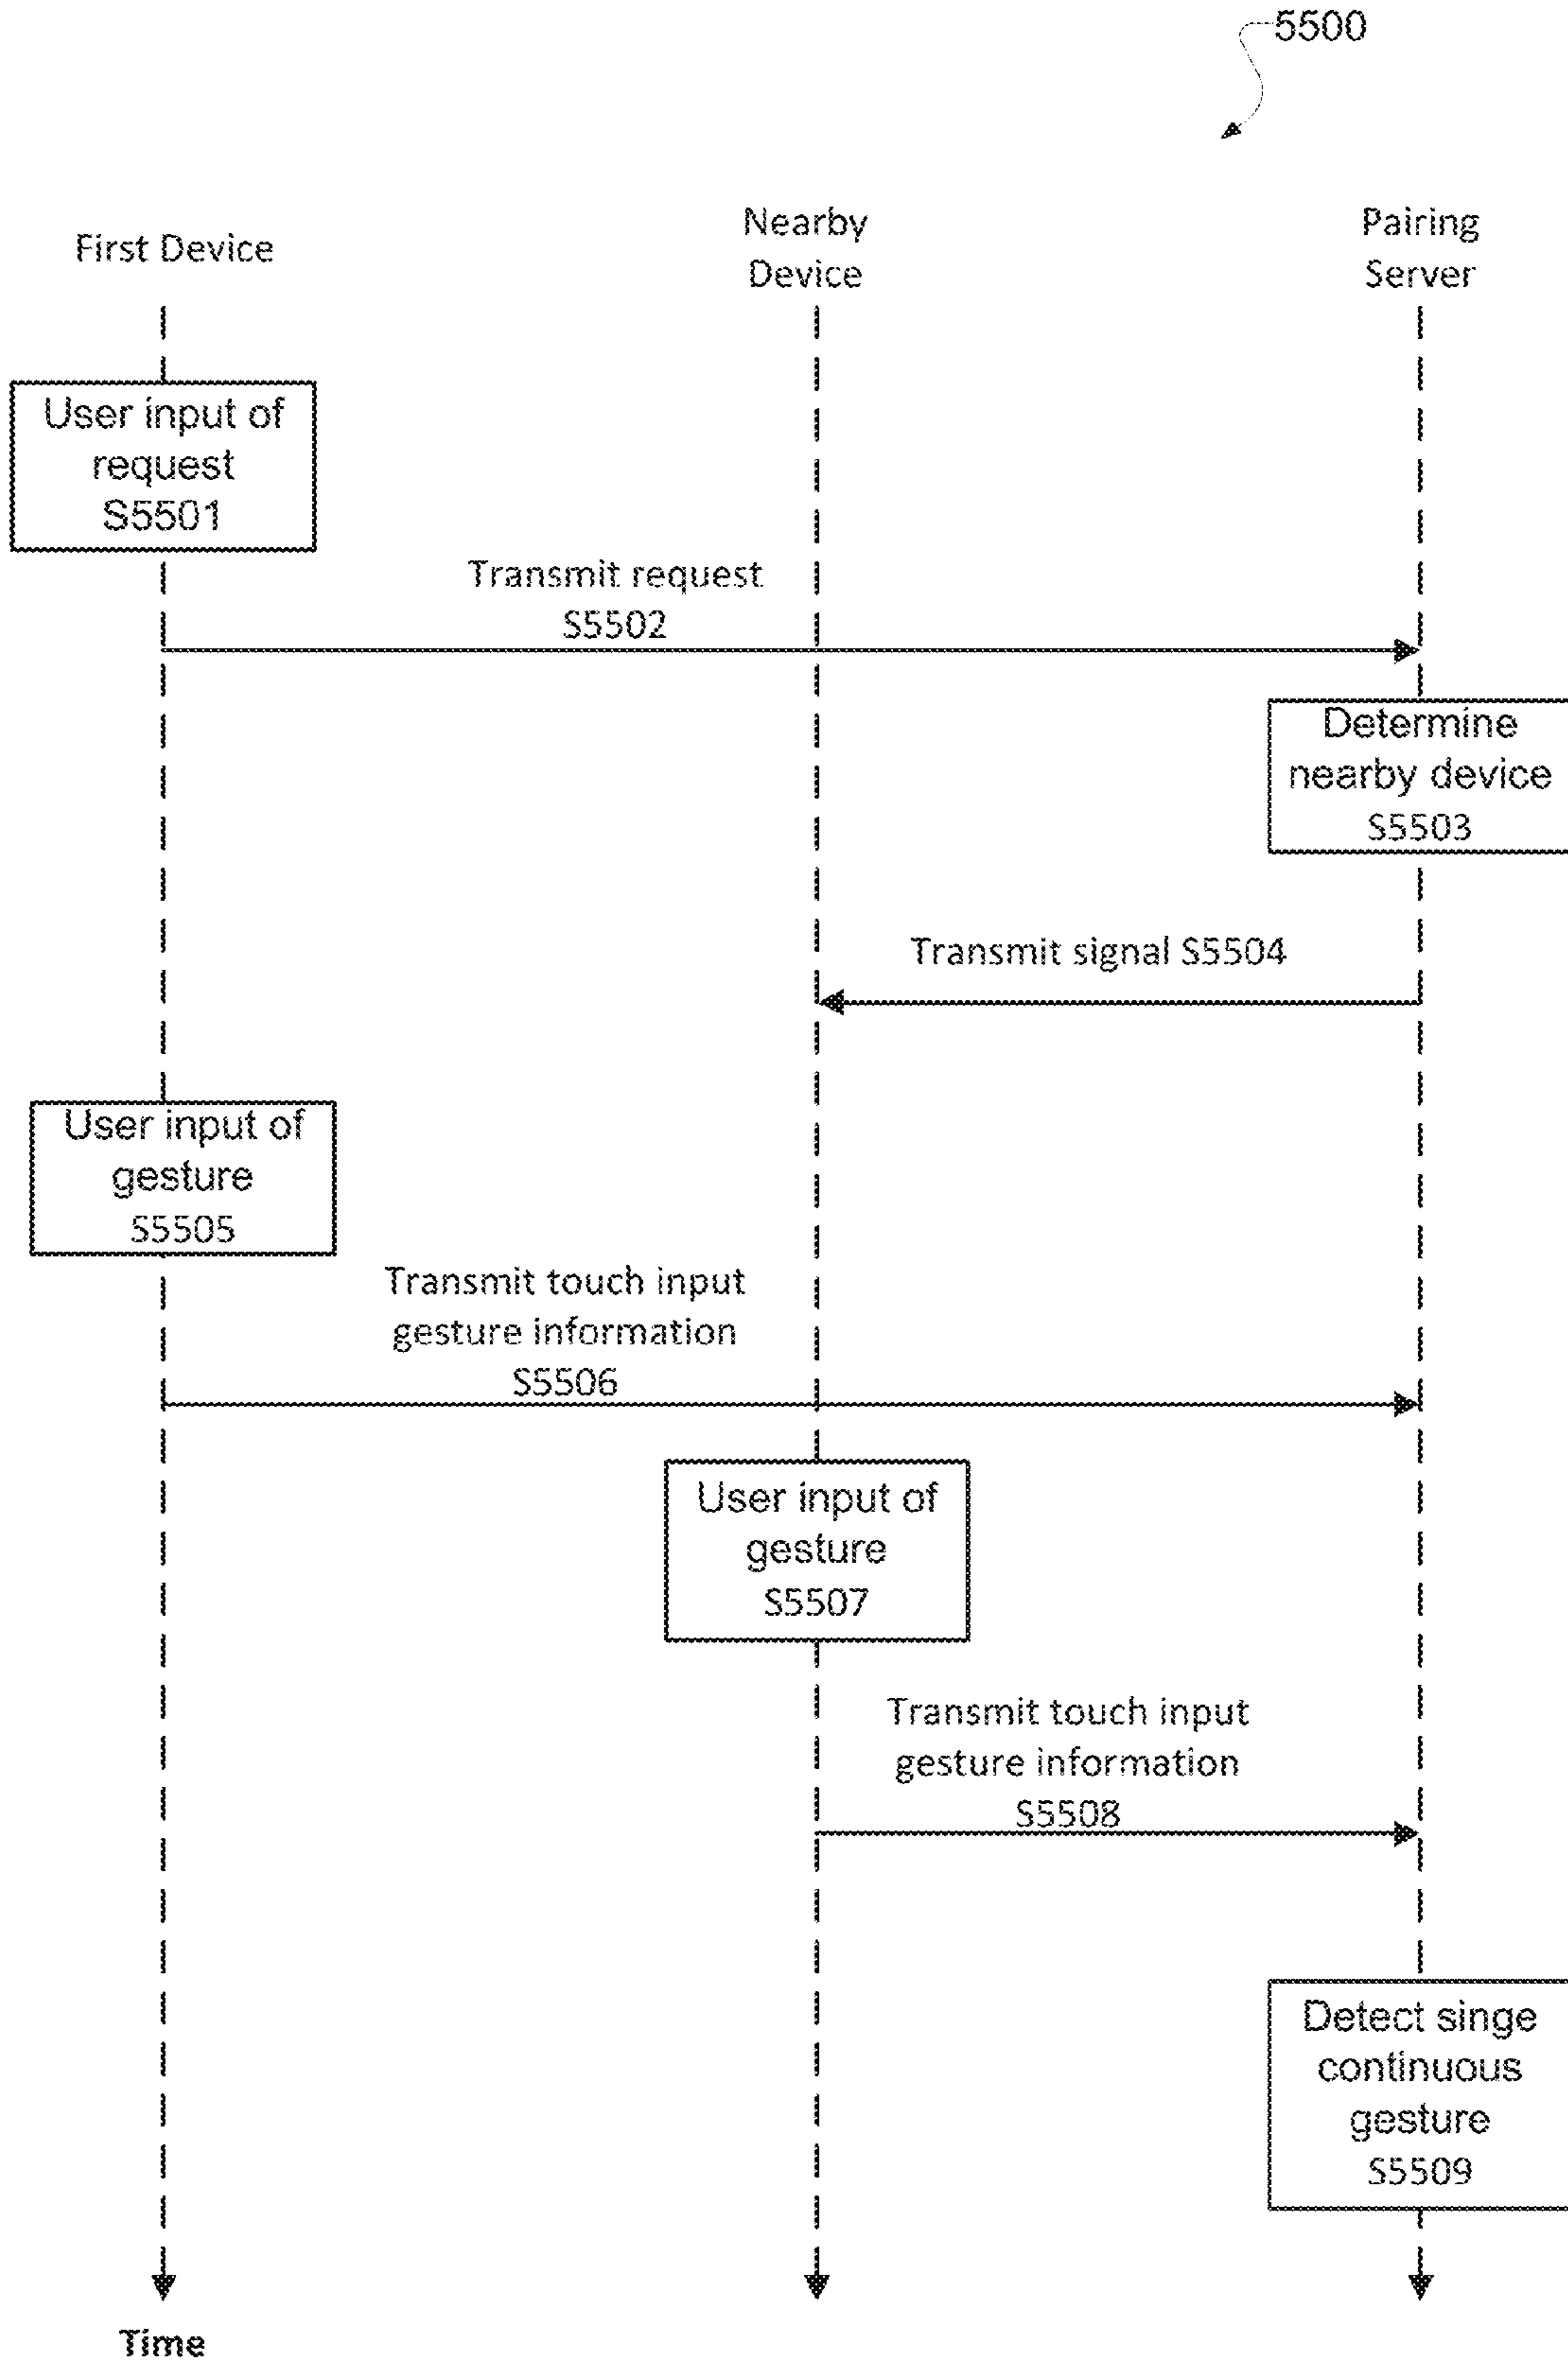 5500
First Device
Nearby
Device
Pairing
Server
User input of
request
S5501
Transmit request
S5502
Determine
nearby device
S5503
Transmit signal S5504
User input of
gesture
S5505
Transmit touch input
gesture information
S5506
User input of
gesture
S5507
Transmit touch input
gesture information
S5508
Detect singe
continuous
gesture
S5509
Time